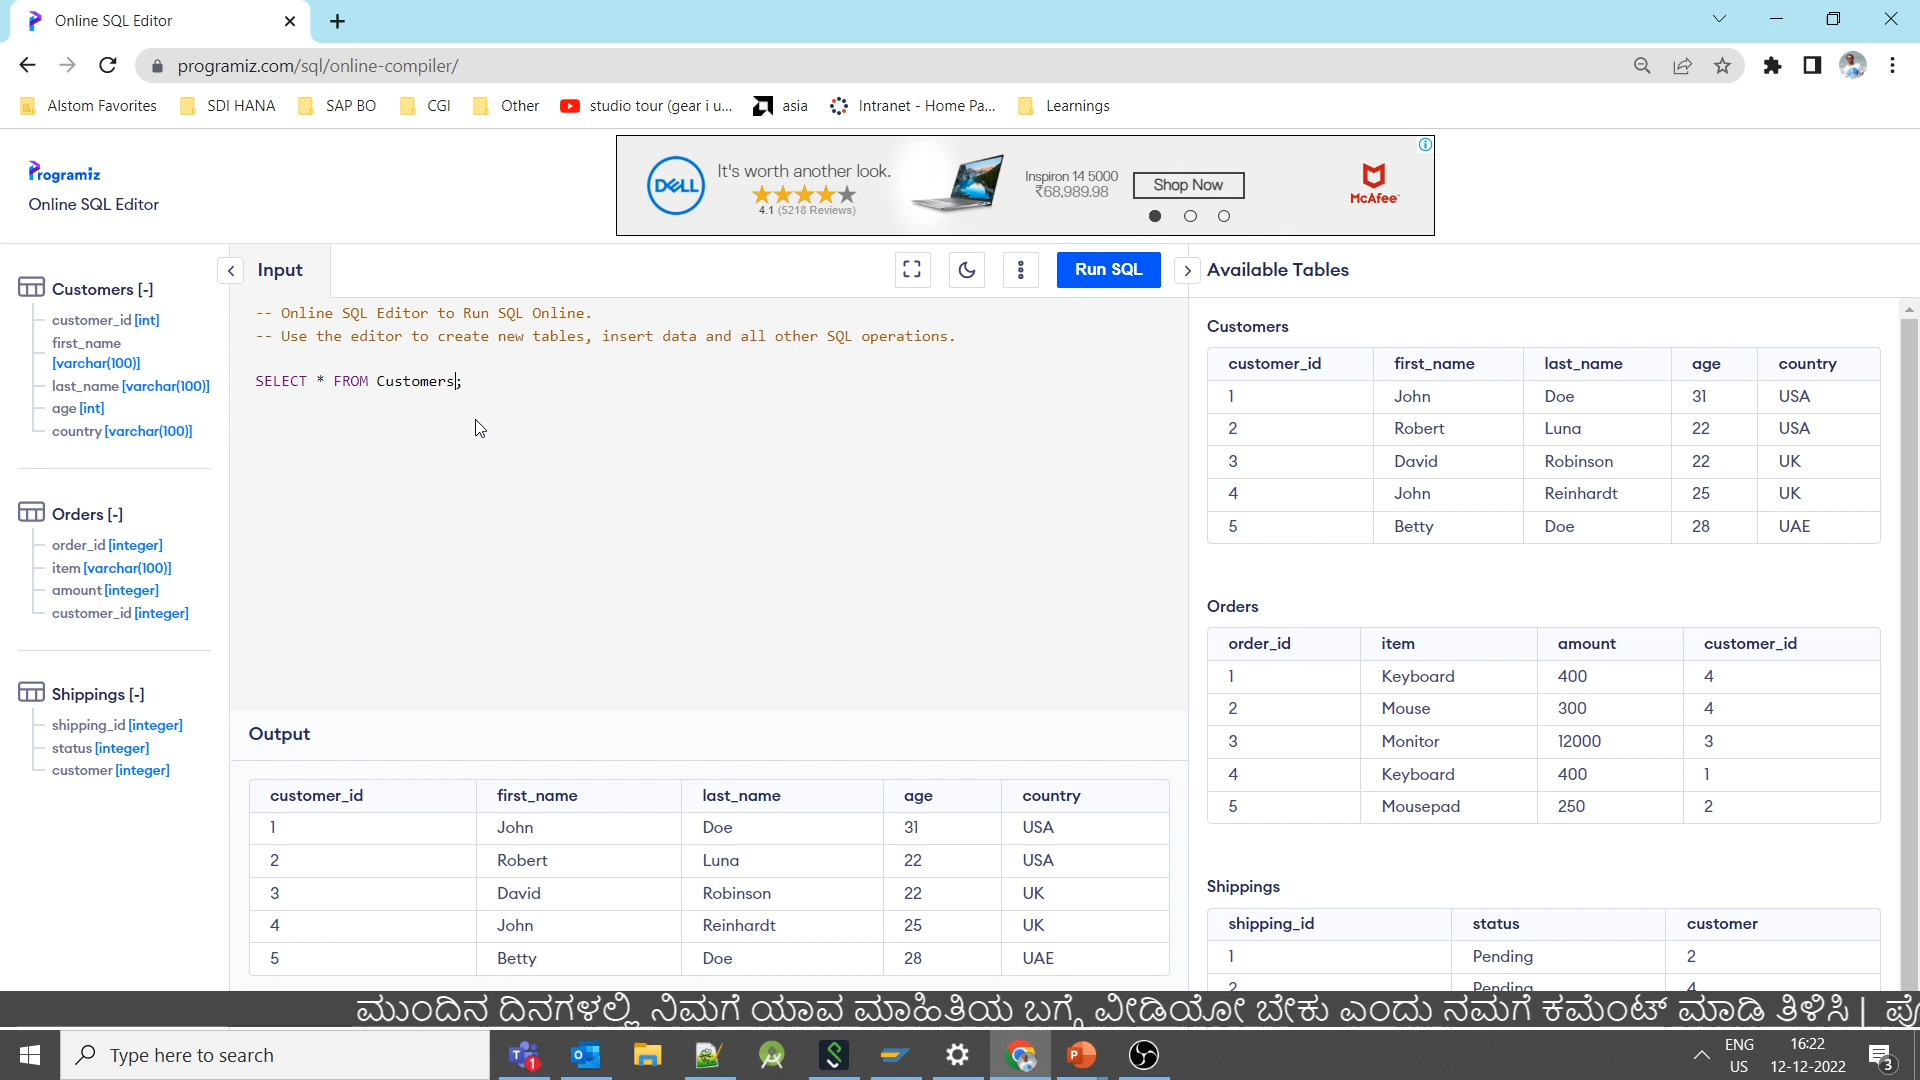 Online SQL Editor
programiz.com/sql/online-compiler/
Alstom Favorites SDI HANA SAP BO CGI Other studio tour (gear i u... asia Intranet - Home Pa... Learnings
Programiz
Online SQL Editor
DELL
It's worth another look.
4.1 (5218 Reviews)
Inspiron 14 5000
₹68,989.98
Shop Now
McAfee
Customers [-]
customer_id [int]
first_name
[varchar(100)]
last_name [varchar(100)]
age [int]
country [varchar(100)]
Orders [-]
order_id [integer]
item [varchar(100)]
amount [integer]
customer_id [integer]
Shippings [-]
shipping_id [integer]
status [integer]
customer [integer]
Input
Run SQL
-- Online SQL Editor to Run SQL Online.
-- Use the editor to create new tables, insert data and all other SQL operations.
SELECT * FROM Customers;
Output
customer_id first_name last_name age country
1 John Doe 31 USA
2 Robert Luna 22 USA
3 David Robinson 22 UK
4 John Reinhardt 25 UK
5 Betty Doe 28 UAE
Available Tables
Customers
customer_id first_name last_name age country
1 John Doe 31 USA
2 Robert Luna 22 USA
3 David Robinson 22 UK
4 John Reinhardt 25 UK
5 Betty Doe 28 UAE
Orders
order_id item amount customer_id
1 Keyboard 400 4
2 Mouse 300 4
3 Monitor 12000 3
4 Keyboard 400 1
5 Mousepad 250 2
Shippings
shipping_id status customer
1 Pending 2
2 Pending 4
ಮುಂದಿನ ದಿನಗಳಲ್ಲಿ ನಿಮಗೆ ಯಾವ ಮಾಹಿತಿಯ ಬಗ್ಗೆ ವೀಡಿಯೋ ಬೇಕು ಎಂದು ನಮಗೆ ಕಮೆಂಟ್ ಮಾಡಿ ತಿಳಿಸಿ |
Type here to search
1
ENG
US
16:22
12-12-2022
3